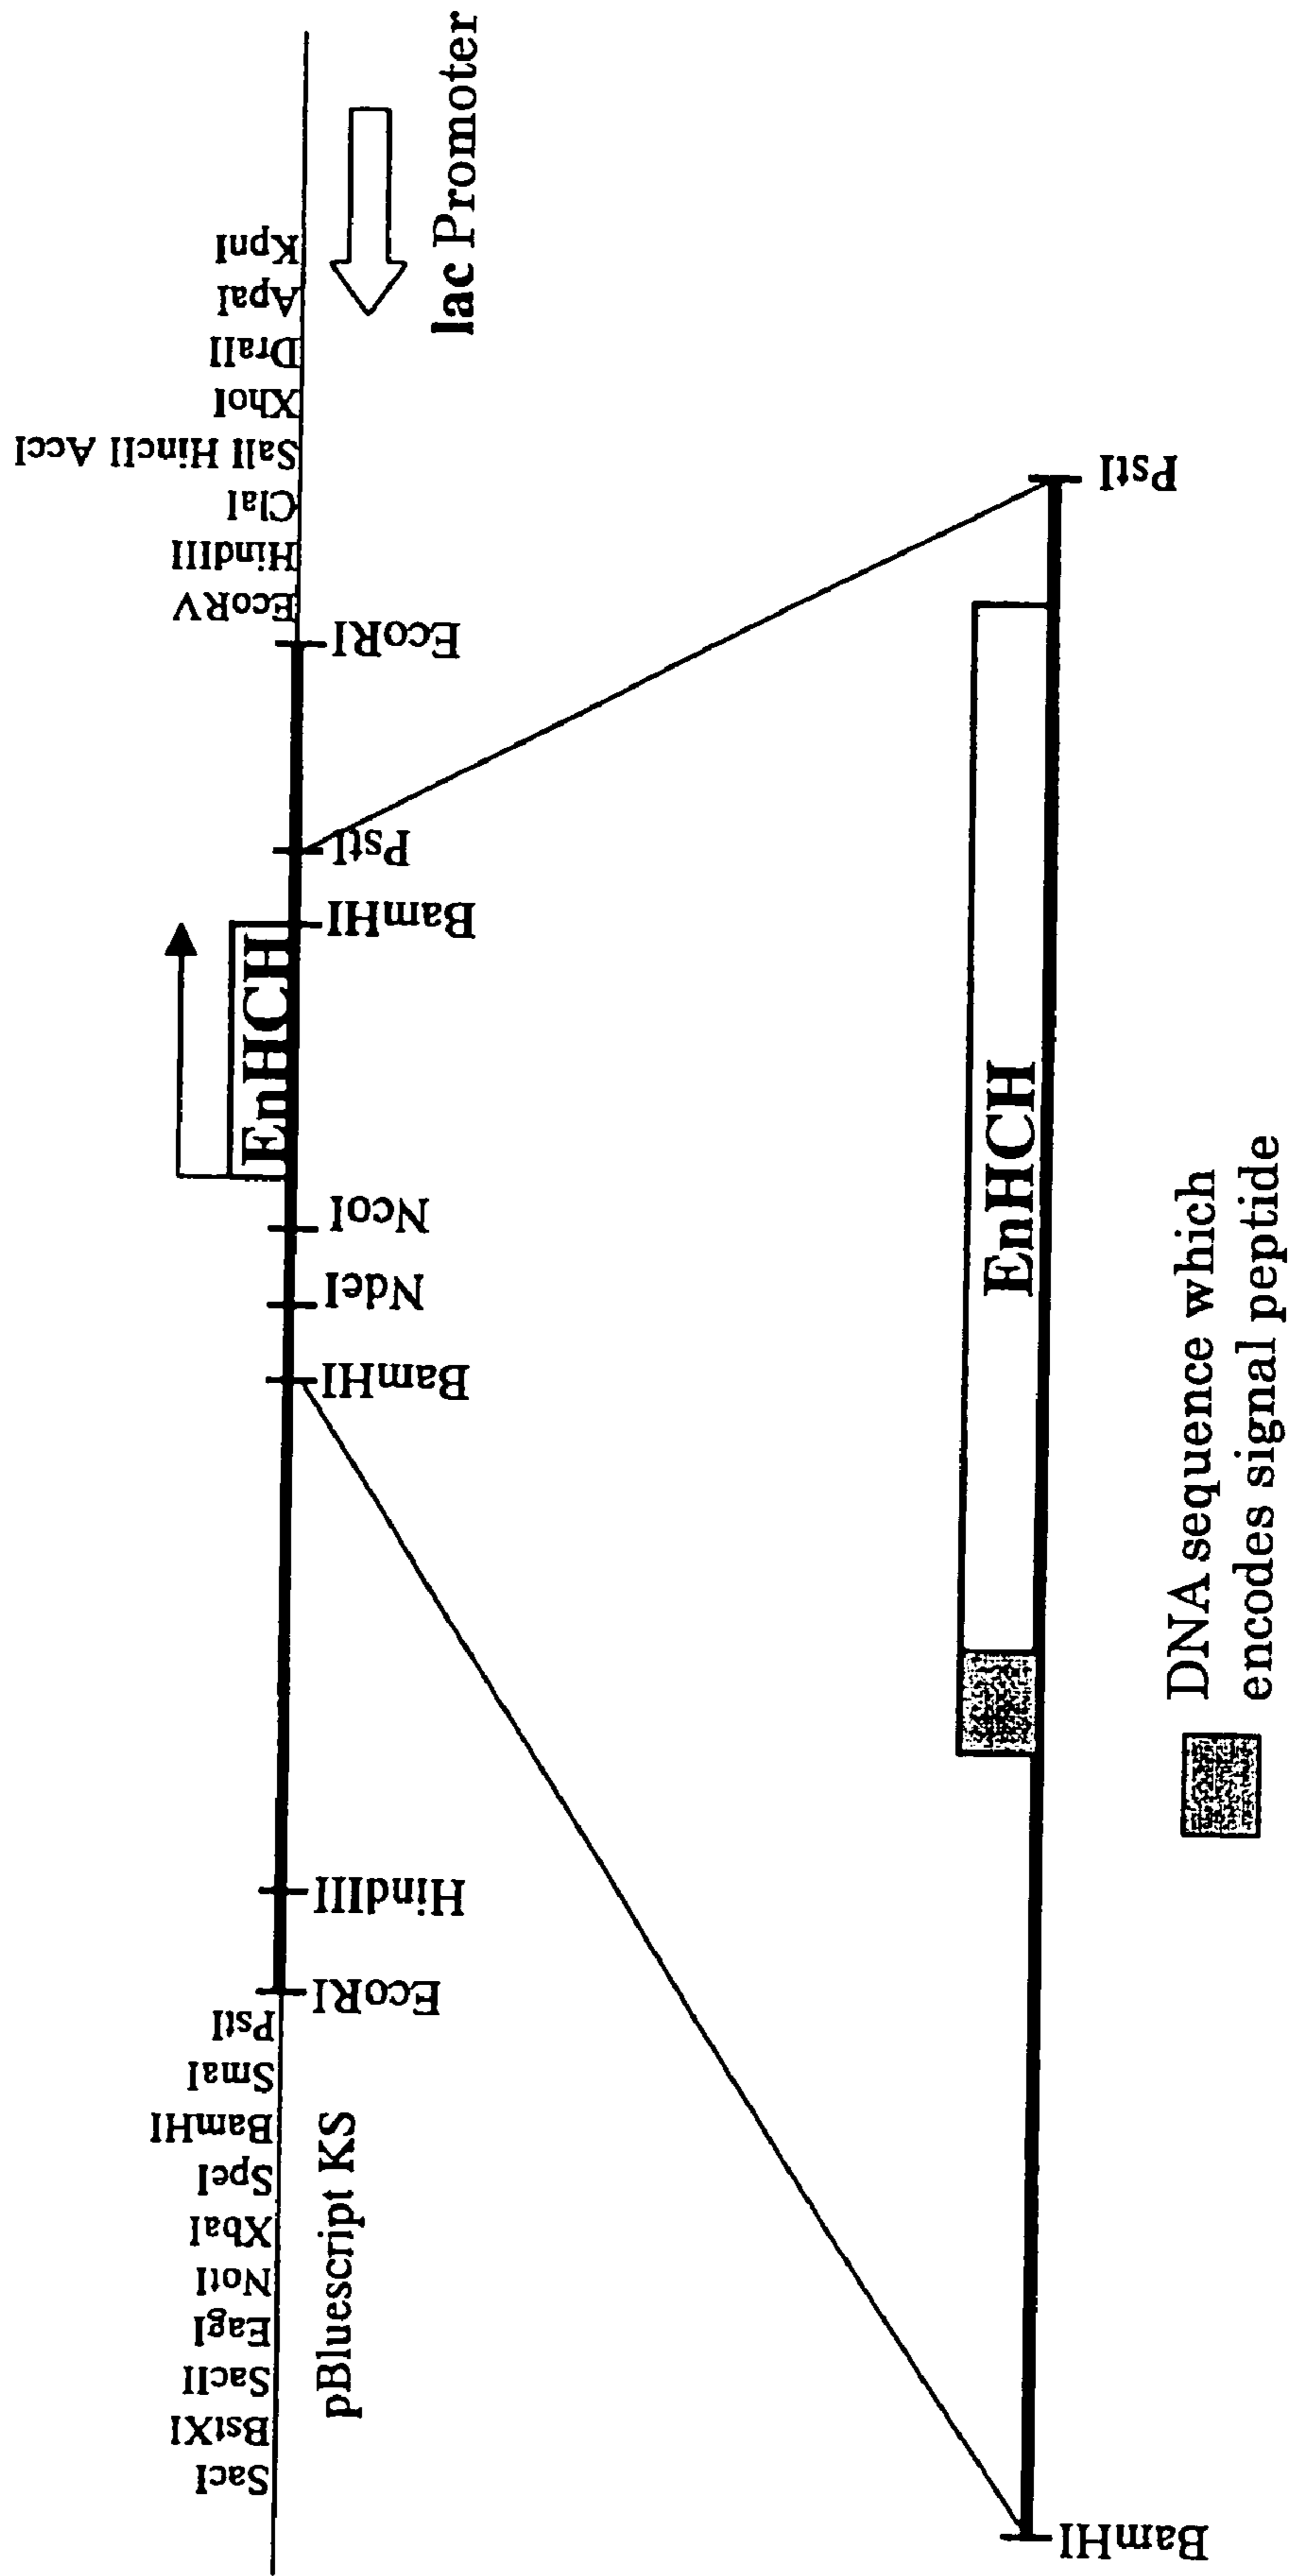 SacI
BstXI
SacII
EagI
NotI
XbaI
SpeI
BamHI
SmaI
PstI
EcoRV
HindIII
ClaI
SalI HincII AccI
XhoI
DraII
ApaI
KpnI
pBluescript KS
EcoRI
HindIII
BamHI
NdeI
NcoI
EnHCH
BamHI
PstI
EcoRI
lac Promoter
BamHI
EnHCH
PstI
DNA sequence which
encodes signal peptide